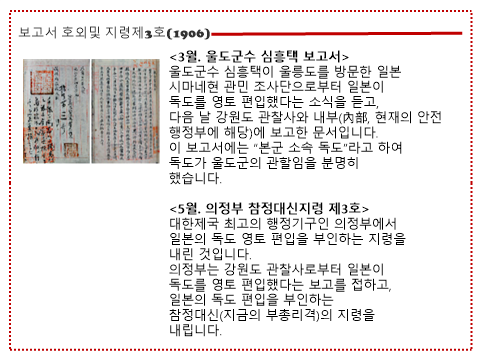 보고서 호외및 지령제3호(1906)
<3월. 울도군수 심흥택 보고서>
울도군수 심흥택이 울릉도를 방문한 일본
시마네현 관민 조사단으로부터 일본이
독도를 영토 편입했다는 소식을 듣고,
다음 날 강원도 관찰사와 내부(內部, 현재의 안전
행정부에 해당)에 보고한 문서입니다.
이 보고서에는 "본군 소속 독도"라고 하여
독도가 울도군의 관할임을 분명히
했습니다.
<5월. 의정부 참정대신지령 제3호>
대한제국 최고의 행정기구인 의정부에서
일본의 독도 영토 편입을 부인하는 지령을
내린 것입니다.
의정부는 강원도 관찰사로부터 일본이
독도를 영토 편입했다는 보고를 접하고,
일본의 독도 편입을 부인하는
참정대신(지금의 부총리격)의 지령을
내립니다.